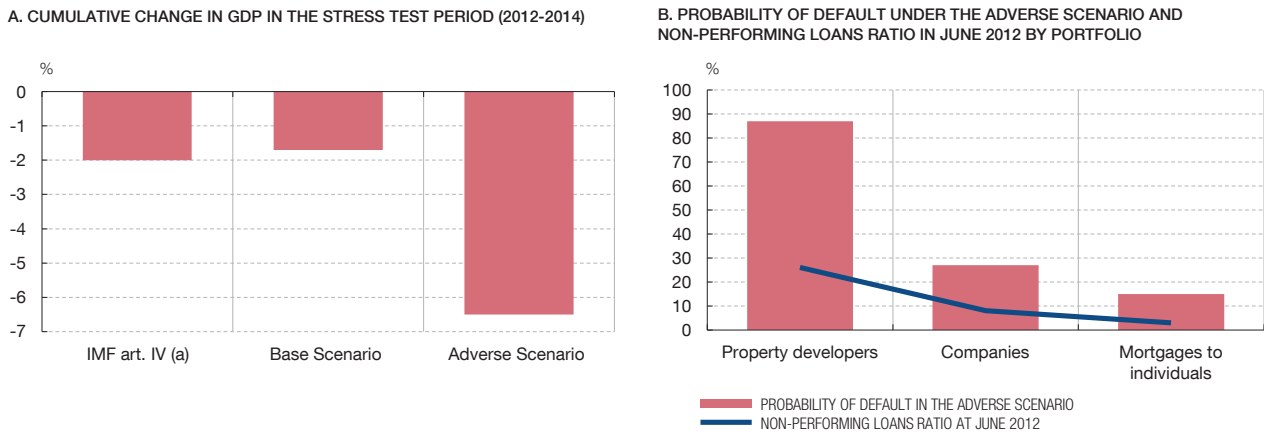 A. CUMULATIVE CHANGE IN GDP IN THE STRESS TEST PERIOD (2012-2014)
%
0
-1
-2
-3
-4
-5
-6
-7
IMF art. IV (a)
Base Scenario
Adverse Scenario
B. PROBABILITY OF DEFAULT UNDER THE ADVERSE SCENARIO AND
NON-PERFORMING LOANS RATIO IN JUNE 2012 BY PORTFOLIO
%
100
90
80
70
60
50
40
30
20
10
0
Property developers
Companies
Mortgages to
individuals
PROBABILITY OF DEFAULT IN THE ADVERSE SCENARIO
NON-PERFORMING LOANS RATIO AT JUNE 2012